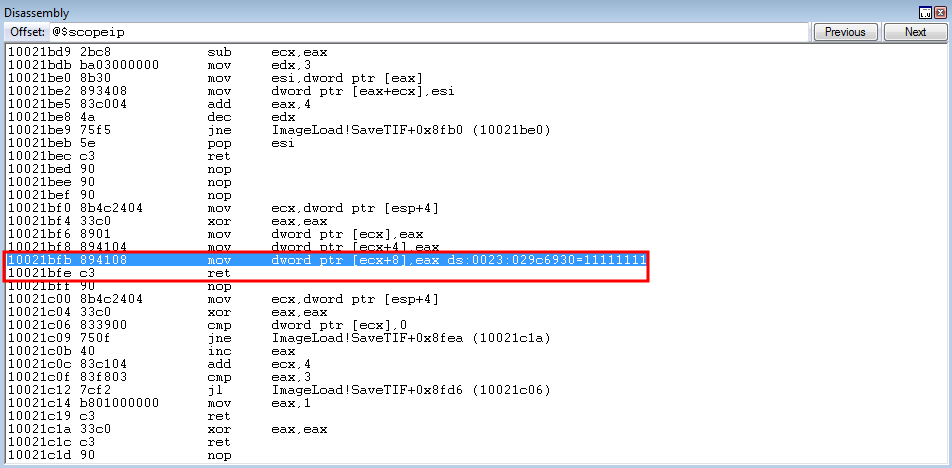 Disassembly
Offset: @$scopeip Previous Next
10021bd9 2bc8 sub ecx,eax
10021bdb ba03000000 mov edx,3
10021be0 8b30 mov esi,dword ptr [eax]
10021be2 893408 mov dword ptr [eax+ecx],esi
10021be5 83c004 add eax,4
10021be8 4a dec edx
10021be9 75f5 jne ImageLoad!SaveTIF+0x8fb0 (10021be0)
10021beb 5e pop esi
10021bec c3 ret
10021bed 90 nop
10021bee 90 nop
10021bef 90 nop
10021bf0 8b4c2404 mov ecx,dword ptr [esp+4]
10021bf4 33c0 xor eax,eax
10021bf6 8901 mov dword ptr [ecx],eax
10021bf8 894104 mov dword ptr [ecx+4],eax
10021bfb 894108 mov dword ptr [ecx+8],eax ds:0023:029c6930=11111111
10021bfe c3 ret
10021bff 90 nop
10021c00 8b4c2404 mov ecx,dword ptr [esp+4]
10021c04 33c0 xor eax,eax
10021c06 833900 cmp dword ptr [ecx],0
10021c09 750f jne ImageLoad!SaveTIF+0x8fea (10021c1a)
10021c0b 40 inc eax
10021c0c 83c104 add ecx,4
10021c0f 83f803 cmp eax,3
10021c12 7cf2 jl ImageLoad!SaveTIF+0x8fd6 (10021c06)
10021c14 b801000000 mov eax,1
10021c19 c3 ret
10021c1a 33c0 xor eax,eax
10021c1c c3 ret
10021c1d 90 nop